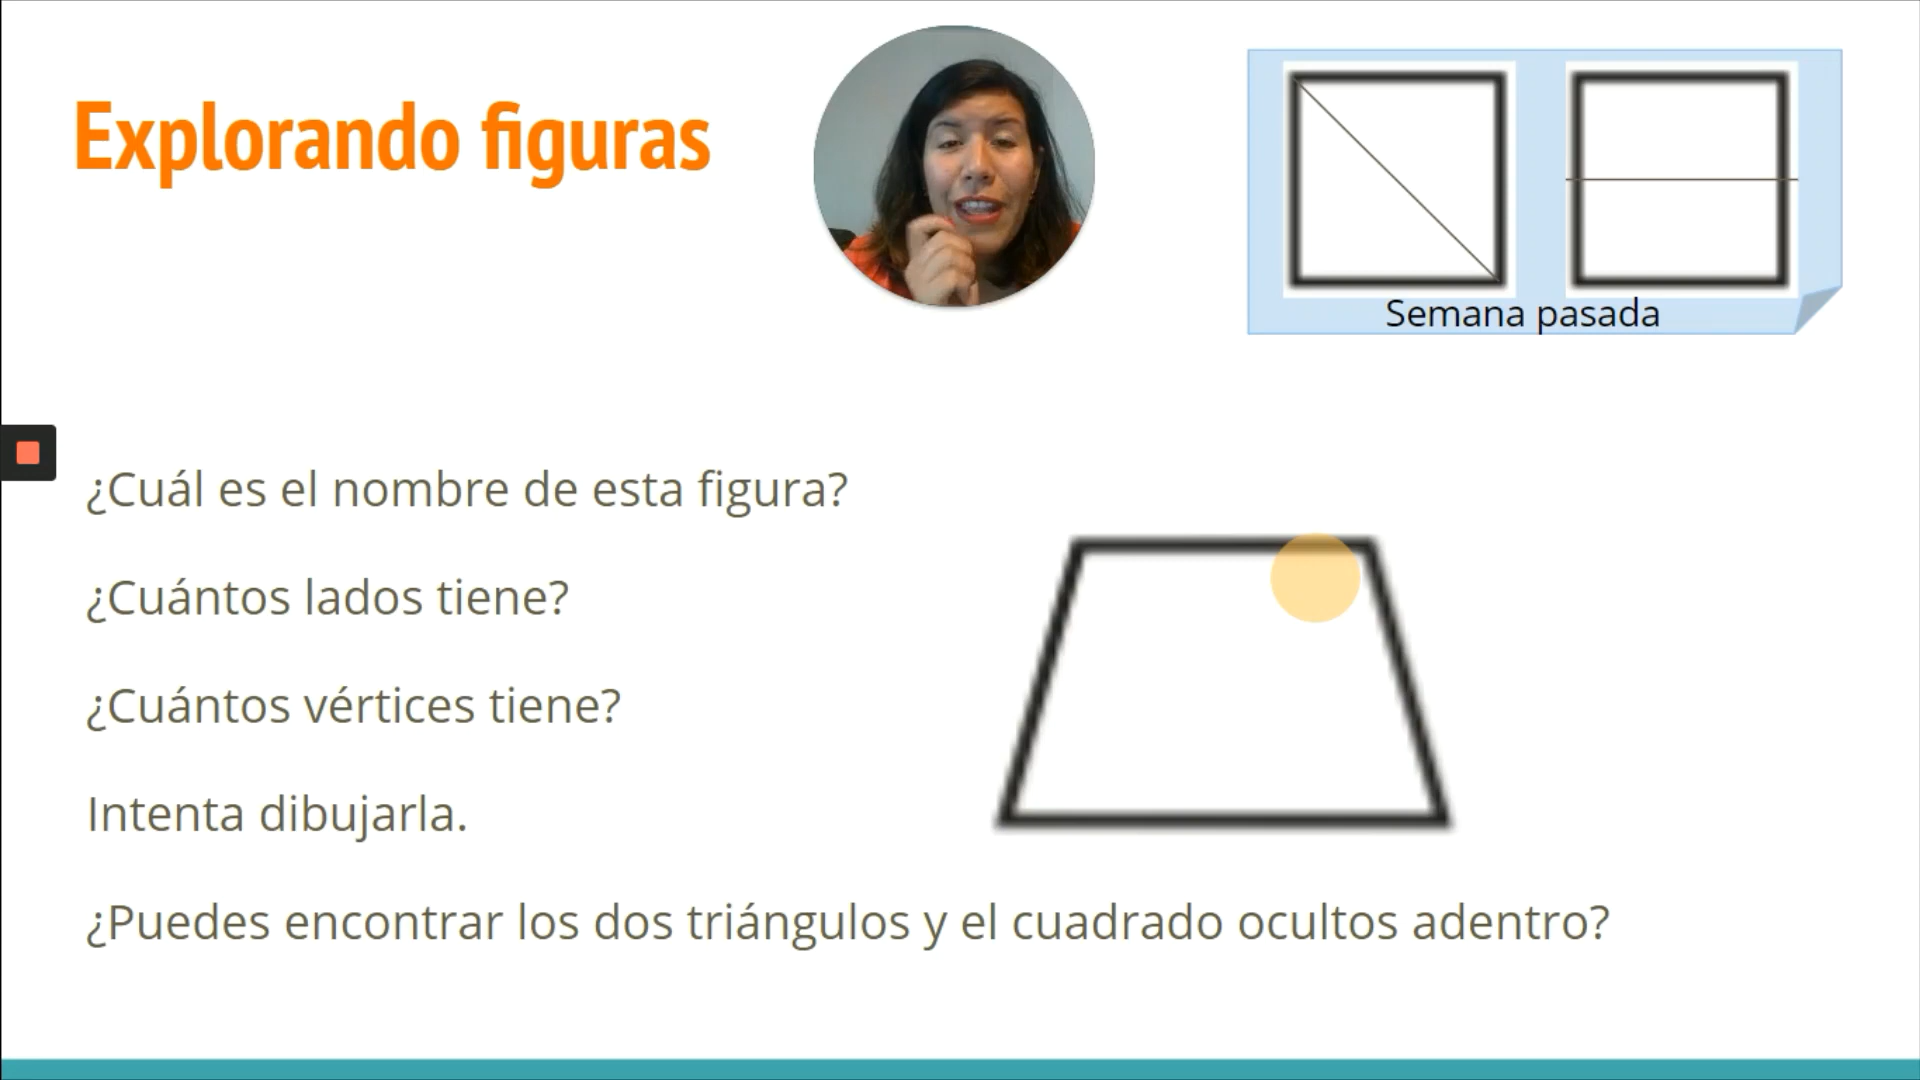 Explorando figuras
Semana pasada
¿Cuál es el nombre de esta figura?
¿Cuántos lados tiene?
¿Cuántos vértices tiene?
Intenta dibujarla.
¿Puedes encontrar los dos triángulos y el cuadrado ocultos adentro?